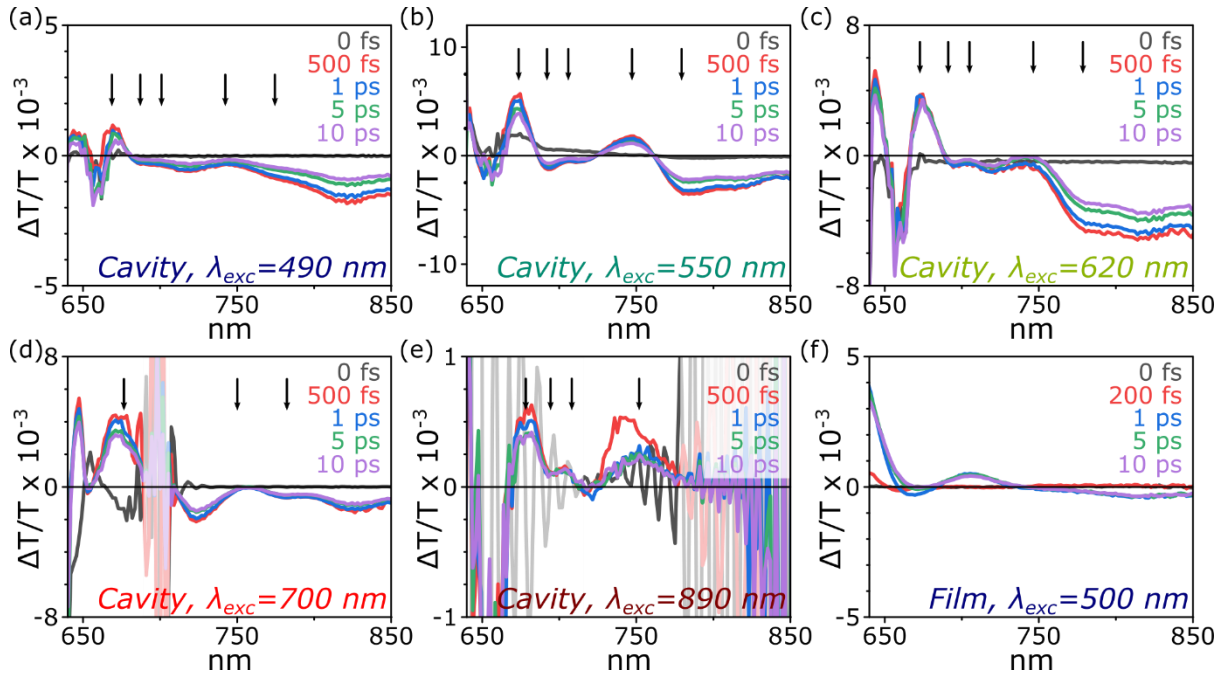 (a)
5
0
-5
ΔT/T x 10⁻³
0 fs
500 fs
1 ps
5 ps
10 ps
Cavity, λexc=490 nm
650
750
850
nm
(b)
10
0
-10
ΔT/T x 10⁻³
0 fs
500 fs
1 ps
5 ps
10 ps
Cavity, λexc=550 nm
650
750
850
nm
(c)
8
0
-8
ΔT/T x 10⁻³
0 fs
500 fs
1 ps
5 ps
10 ps
Cavity, λexc=620 nm
650
750
850
nm
(d)
8
0
-8
ΔT/T x 10⁻³
0 fs
500 fs
1 ps
5 ps
10 ps
Cavity, λexc=700 nm
650
750
850
nm
(e)
1
0
-1
ΔT/T x 10⁻³
0 fs
500 fs
1 ps
5 ps
10 ps
Cavity, λexc=890 nm
650
750
850
nm
(f)
5
0
-5
ΔT/T x 10⁻³
0 fs
200 fs
1 ps
5 ps
10 ps
Film, λexc=500 nm
650
750
850
nm